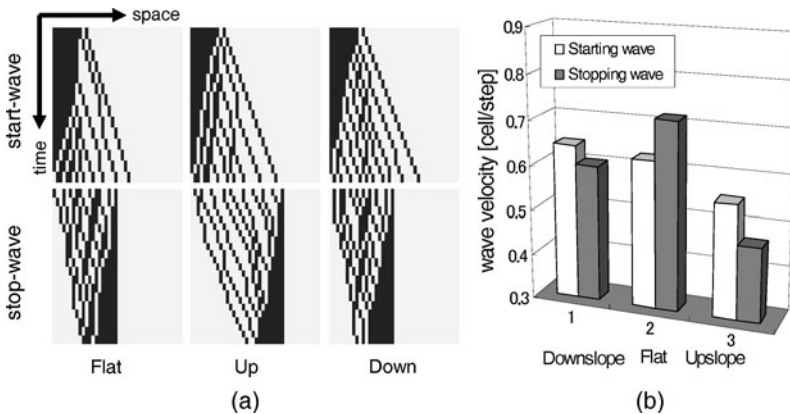 (a)
space
time
start-wave
stop-wave
Flat
Up
Down
(b)
wave velocity [cell/step]
0.9
0.8
0.7
0.6
0.5
0.4
0.3
Starting wave
Stopping wave
1
2
3
Downslope
Flat
Upslope
(a)
(b)